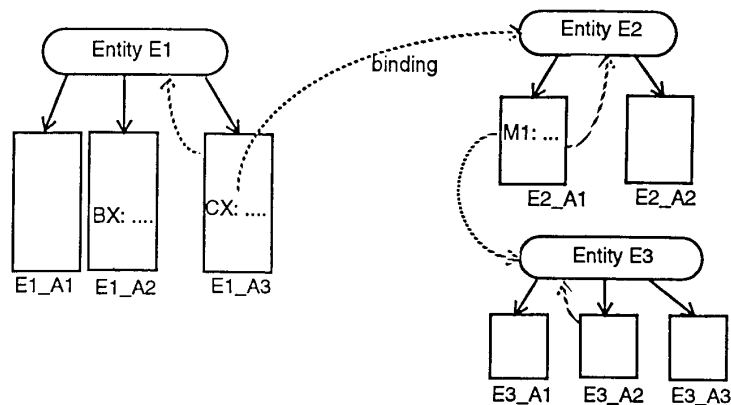 Entity E1
Entity E2
binding
M1: ...
BX: ....
CX: ....
E2_A1
E2_A2
Entity E3
E1_A1
E1_A2
E1_A3
E3_A1
E3_A2
E3_A3